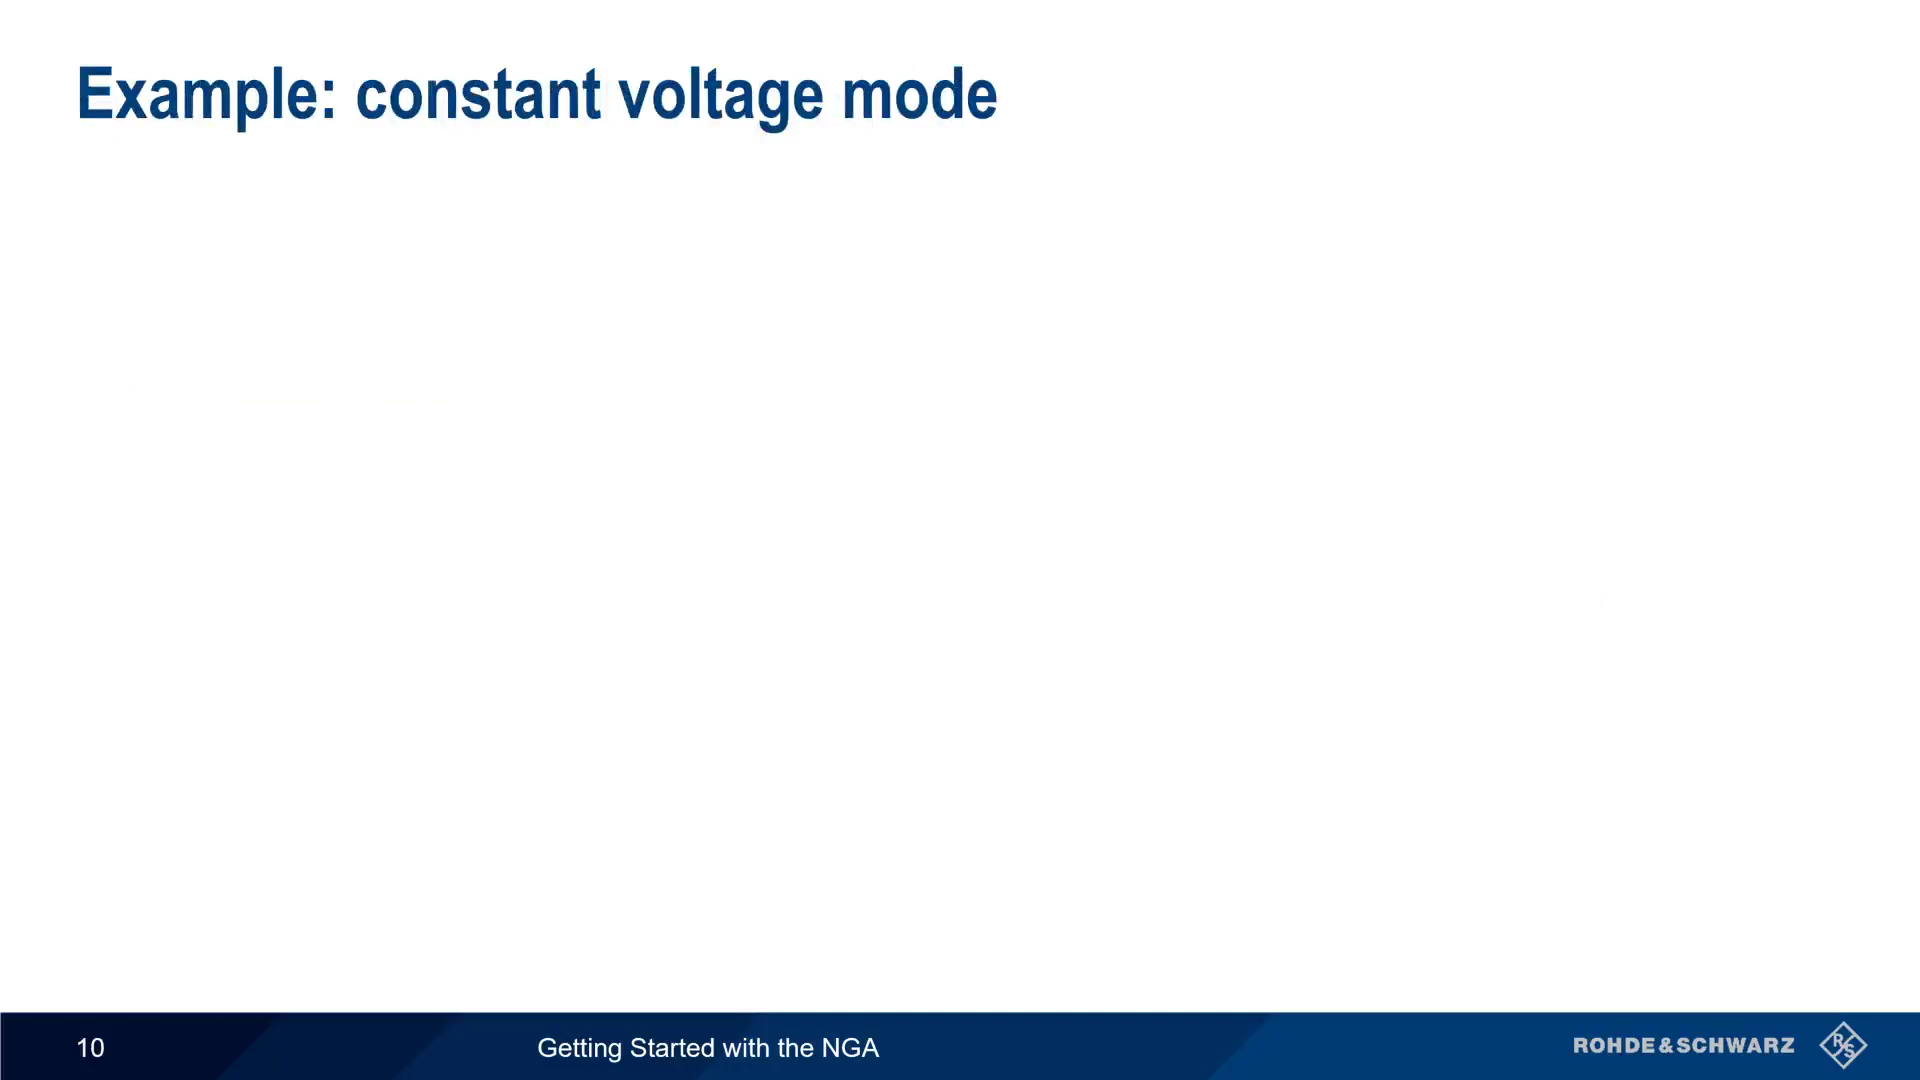 Example: constant voltage mode
10
Getting Started with the NGA
ROHDE&SCHWARZ
R
S